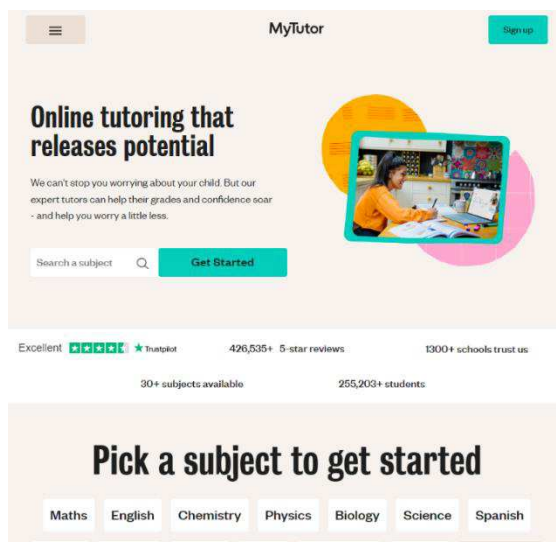 MyTutor
Sign up
Online tutoring that
releases potential
We can't stop you worrying about your child. But our
expert tutors can help their grades and confidence soar
- and help you worry a little less.
Search a subject
Get Started
Excellent
Trustpilot
426,535+ 5-star reviews
1300+ schools trust us
30+ subjects available
255,203+ students
Pick a subject to get started
Maths
English
Chemistry
Physics
Biology
Science
Spanish